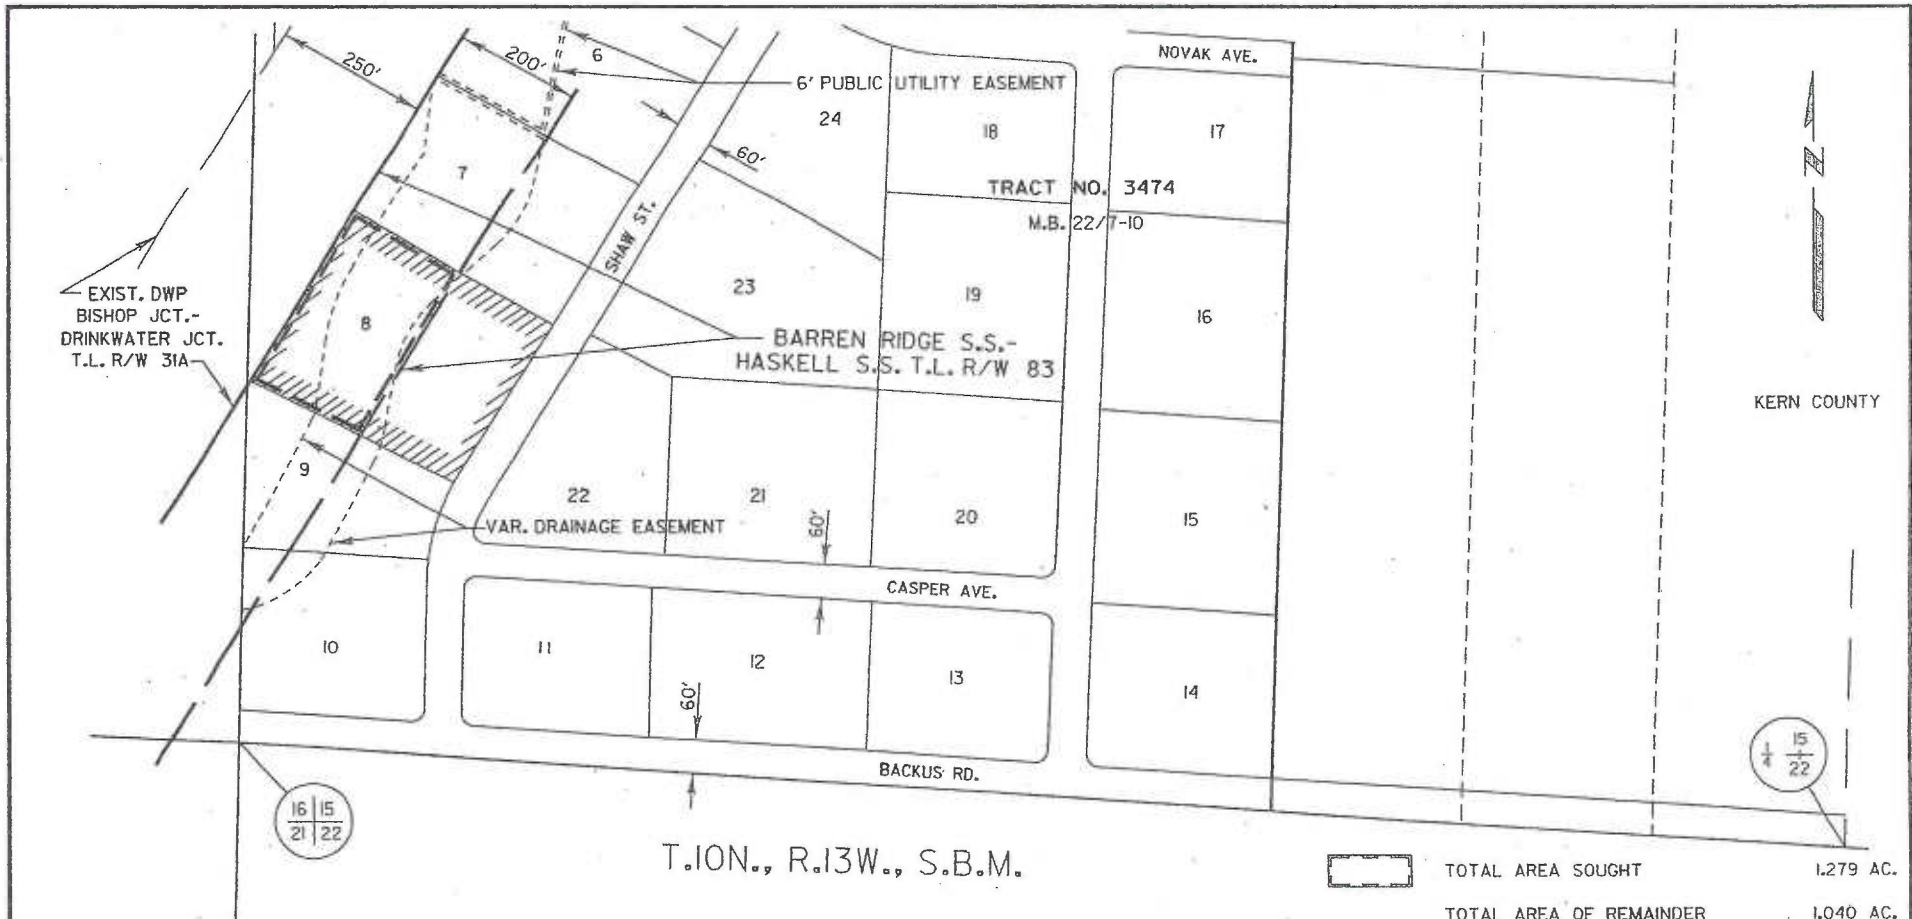 NOVAK AVE.
250'
200'
6
6' PUBLIC UTILITY EASEMENT
24
18
17
60'
7
TRACT NO. 3474
M.B. 22/7-10
SHAW ST.
N
EXIST. DWP
BISHOP JCT.-
DRINKWATER JCT.
T.L. R/W 31A
8
23
19
16
BARREN RIDGE S.S.-
HASKELL S.S. T.L. R/W 83
KERN COUNTY
9
22
21
20
15
VAR. DRAINAGE EASEMENT
60'
CASPER AVE.
10
11
12
13
14
60'
BACKUS RD.
16 15
21 22
1/4 15
22
T.10N., R.13W., S.B.M.
TOTAL AREA SOUGHT 1.279 AC.
TOTAL AREA OF REMAINDER 1.040 AC.